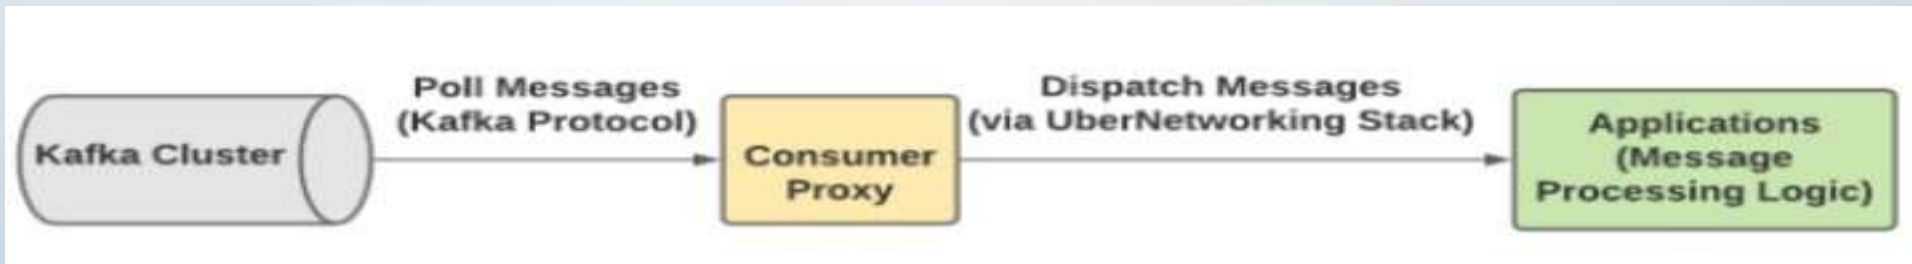 Kafka Cluster
Poll Messages
(Kafka Protocol)
Consumer
Proxy
Dispatch Messages
(via UberNetworking Stack)
Applications
(Message
Processing Logic)